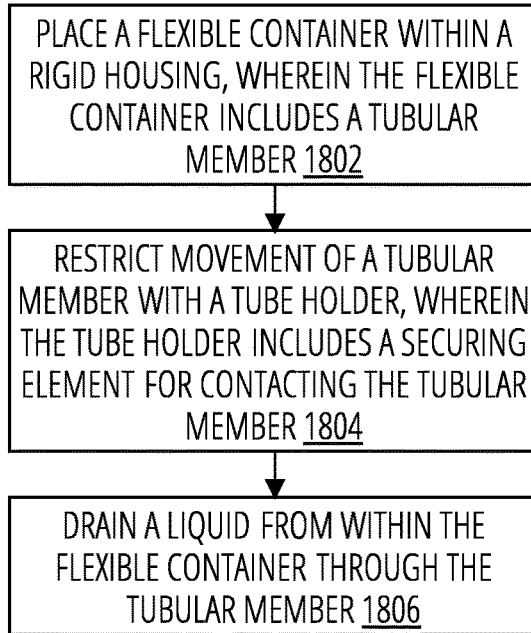 PLACE A FLEXIBLE CONTAINER WITHIN A
RIGID HOUSING, WHEREIN THE FLEXIBLE
CONTAINER INCLUDES A TUBULAR
MEMBER 1802
RESTRICT MOVEMENT OF A TUBULAR
MEMBER WITH A TUBE HOLDER, WHEREIN
THE TUBE HOLDER INCLUDES A SECURING
ELEMENT FOR CONTACTING THE TUBULAR
MEMBER 1804
DRAIN A LIQUID FROM WITHIN THE
FLEXIBLE CONTAINER THROUGH THE
TUBULAR MEMBER 1806